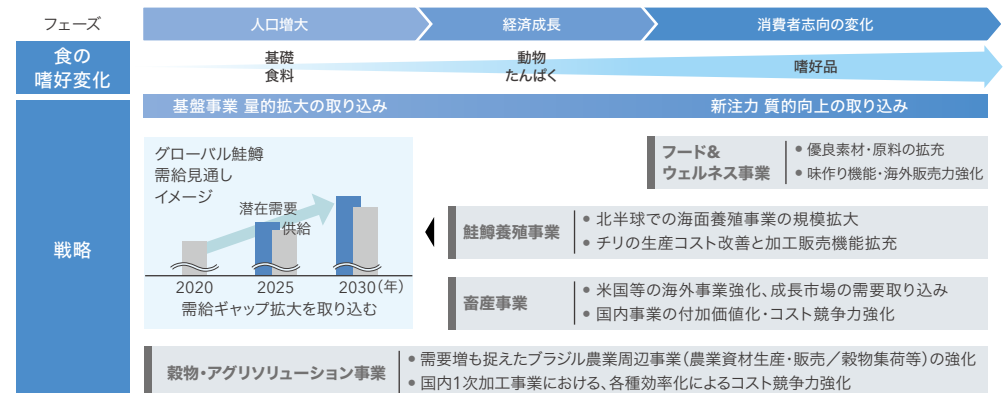 フェーズ
人口増大
経済成長
消費者志向の変化
食の
嗜好変化
基礎
食料
動物
たんぱく
嗜好品
戦略
基盤事業 量的拡大の取り込み
新注力 質的向上の取り込み
グローバル鮭鱒
需給見通し
イメージ
潜在需要
供給
2020
2025
2030(年)
需給ギャップ拡大を取り込む
フード&
ウェルネス事業
• 優良素材・原料の拡充
• 味作り機能・海外販売力強化
鮭鱒養殖事業
• 北半球での海面養殖事業の規模拡大
• チリの生産コスト改善と加工販売機能拡充
畜産事業
• 米国等の海外事業強化、成長市場の需要取り込み
• 国内事業の付加価値化・コスト競争力強化
穀物・アグリソリューション事業
• 需要増も捉えたブラジル農業周辺事業(農業資材生産・販売／穀物集荷等)の強化
• 国内1次加工事業における、各種効率化によるコスト競争力強化